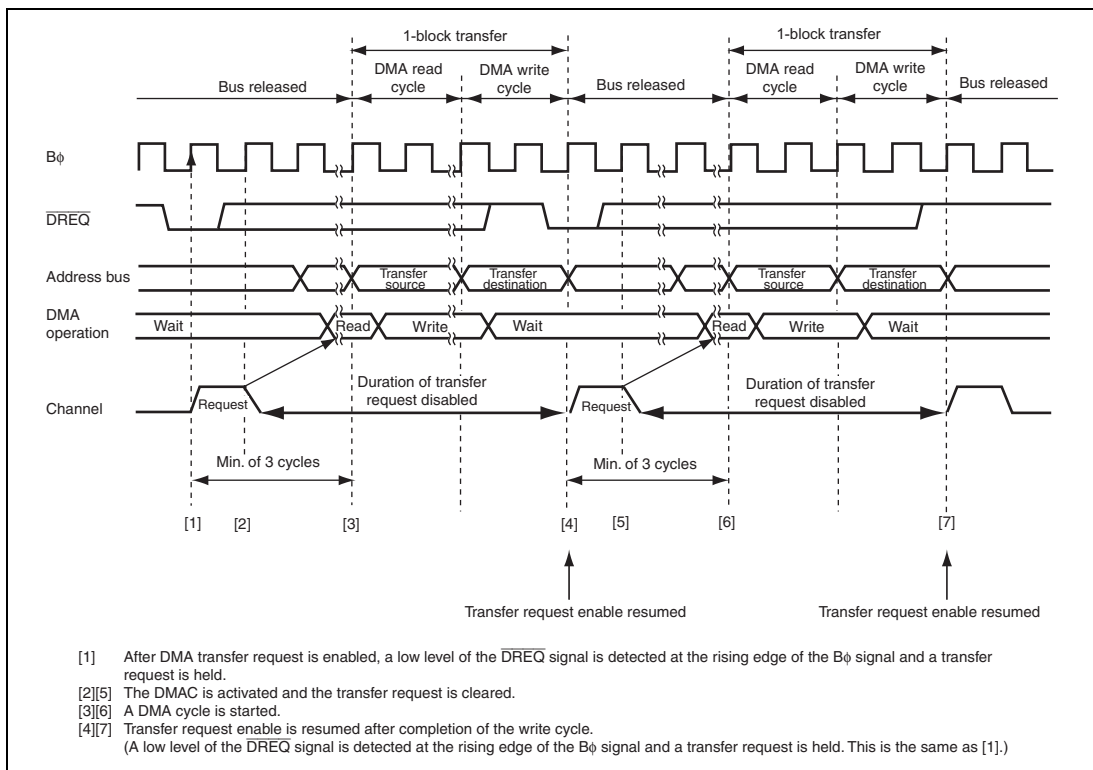 1-block transfer 1-block transfer
DMA read cycle DMA write cycle DMA read cycle DMA write cycle
Bus released Bus released Bus released
Bφ
DREQ
Address bus Transfer source Transfer destination Transfer source Transfer destination
DMA operation Wait Read Write Wait Read Write Wait
Duration of transfer request disabled Duration of transfer request disabled
Channel Request Request
Min. of 3 cycles Min. of 3 cycles
[1] [2] [3] [4] [5] [6] [7]
Transfer request enable resumed Transfer request enable resumed
[1] After DMA transfer request is enabled, a low level of the DREQ signal is detected at the rising edge of the Bφ signal and a transfer
request is held.
[2][5] The DMAC is activated and the transfer request is cleared.
[3][6] A DMA cycle is started.
[4][7] Transfer request enable is resumed after completion of the write cycle.
(A low level of the DREQ signal is detected at the rising edge of the Bφ signal and a transfer request is held. This is the same as [1].)